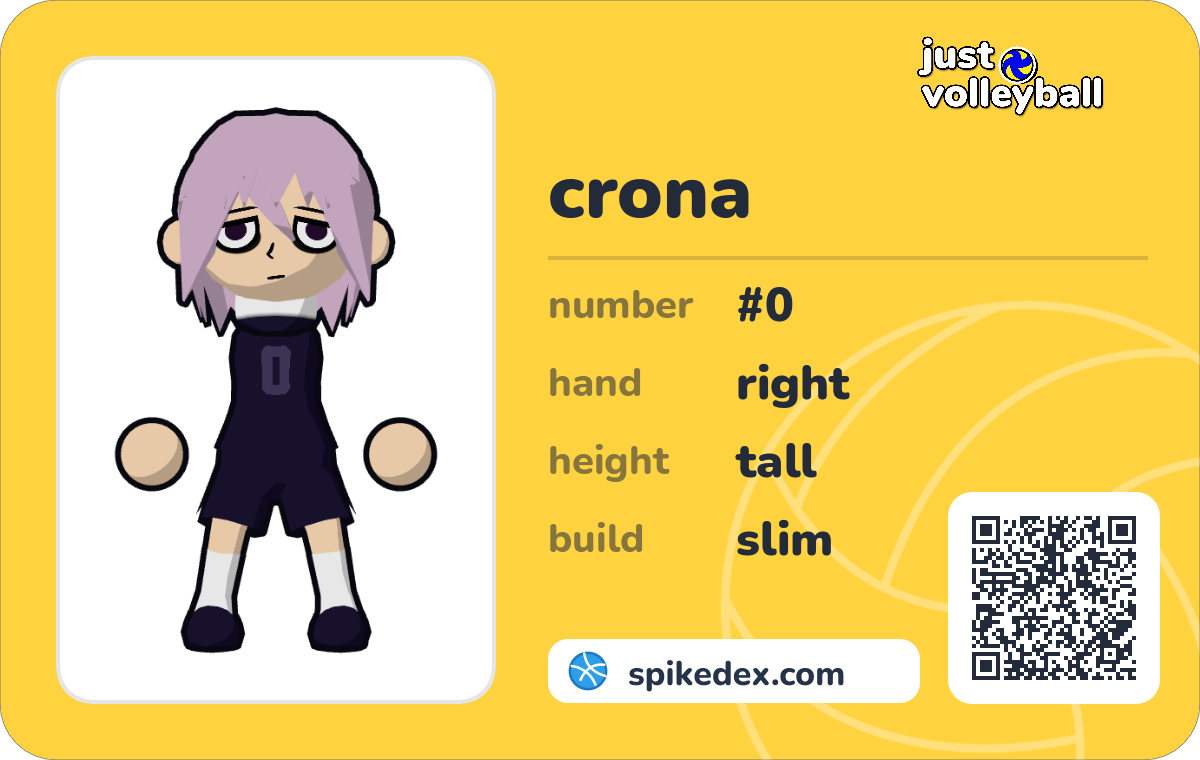 just
volleyball
crona
number #0
hand right
height tall
build slim
0
spikedex.com